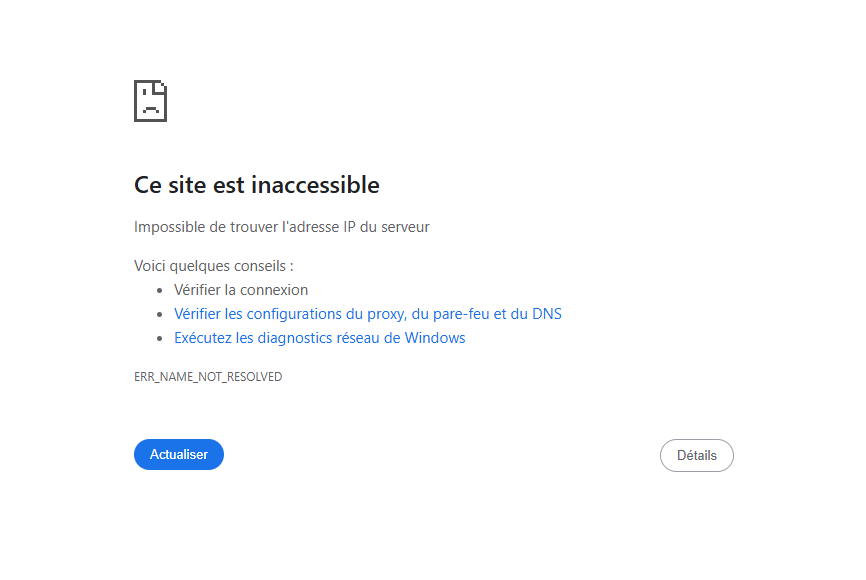 Ce site est inaccessible
Impossible de trouver l'adresse IP du serveur
Voici quelques conseils :
Vérifier la connexion
Vérifier les configurations du proxy, du pare-feu et du DNS
Exécutez les diagnostics réseau de Windows
ERR_NAME_NOT_RESOLVED
Actualiser
Détails